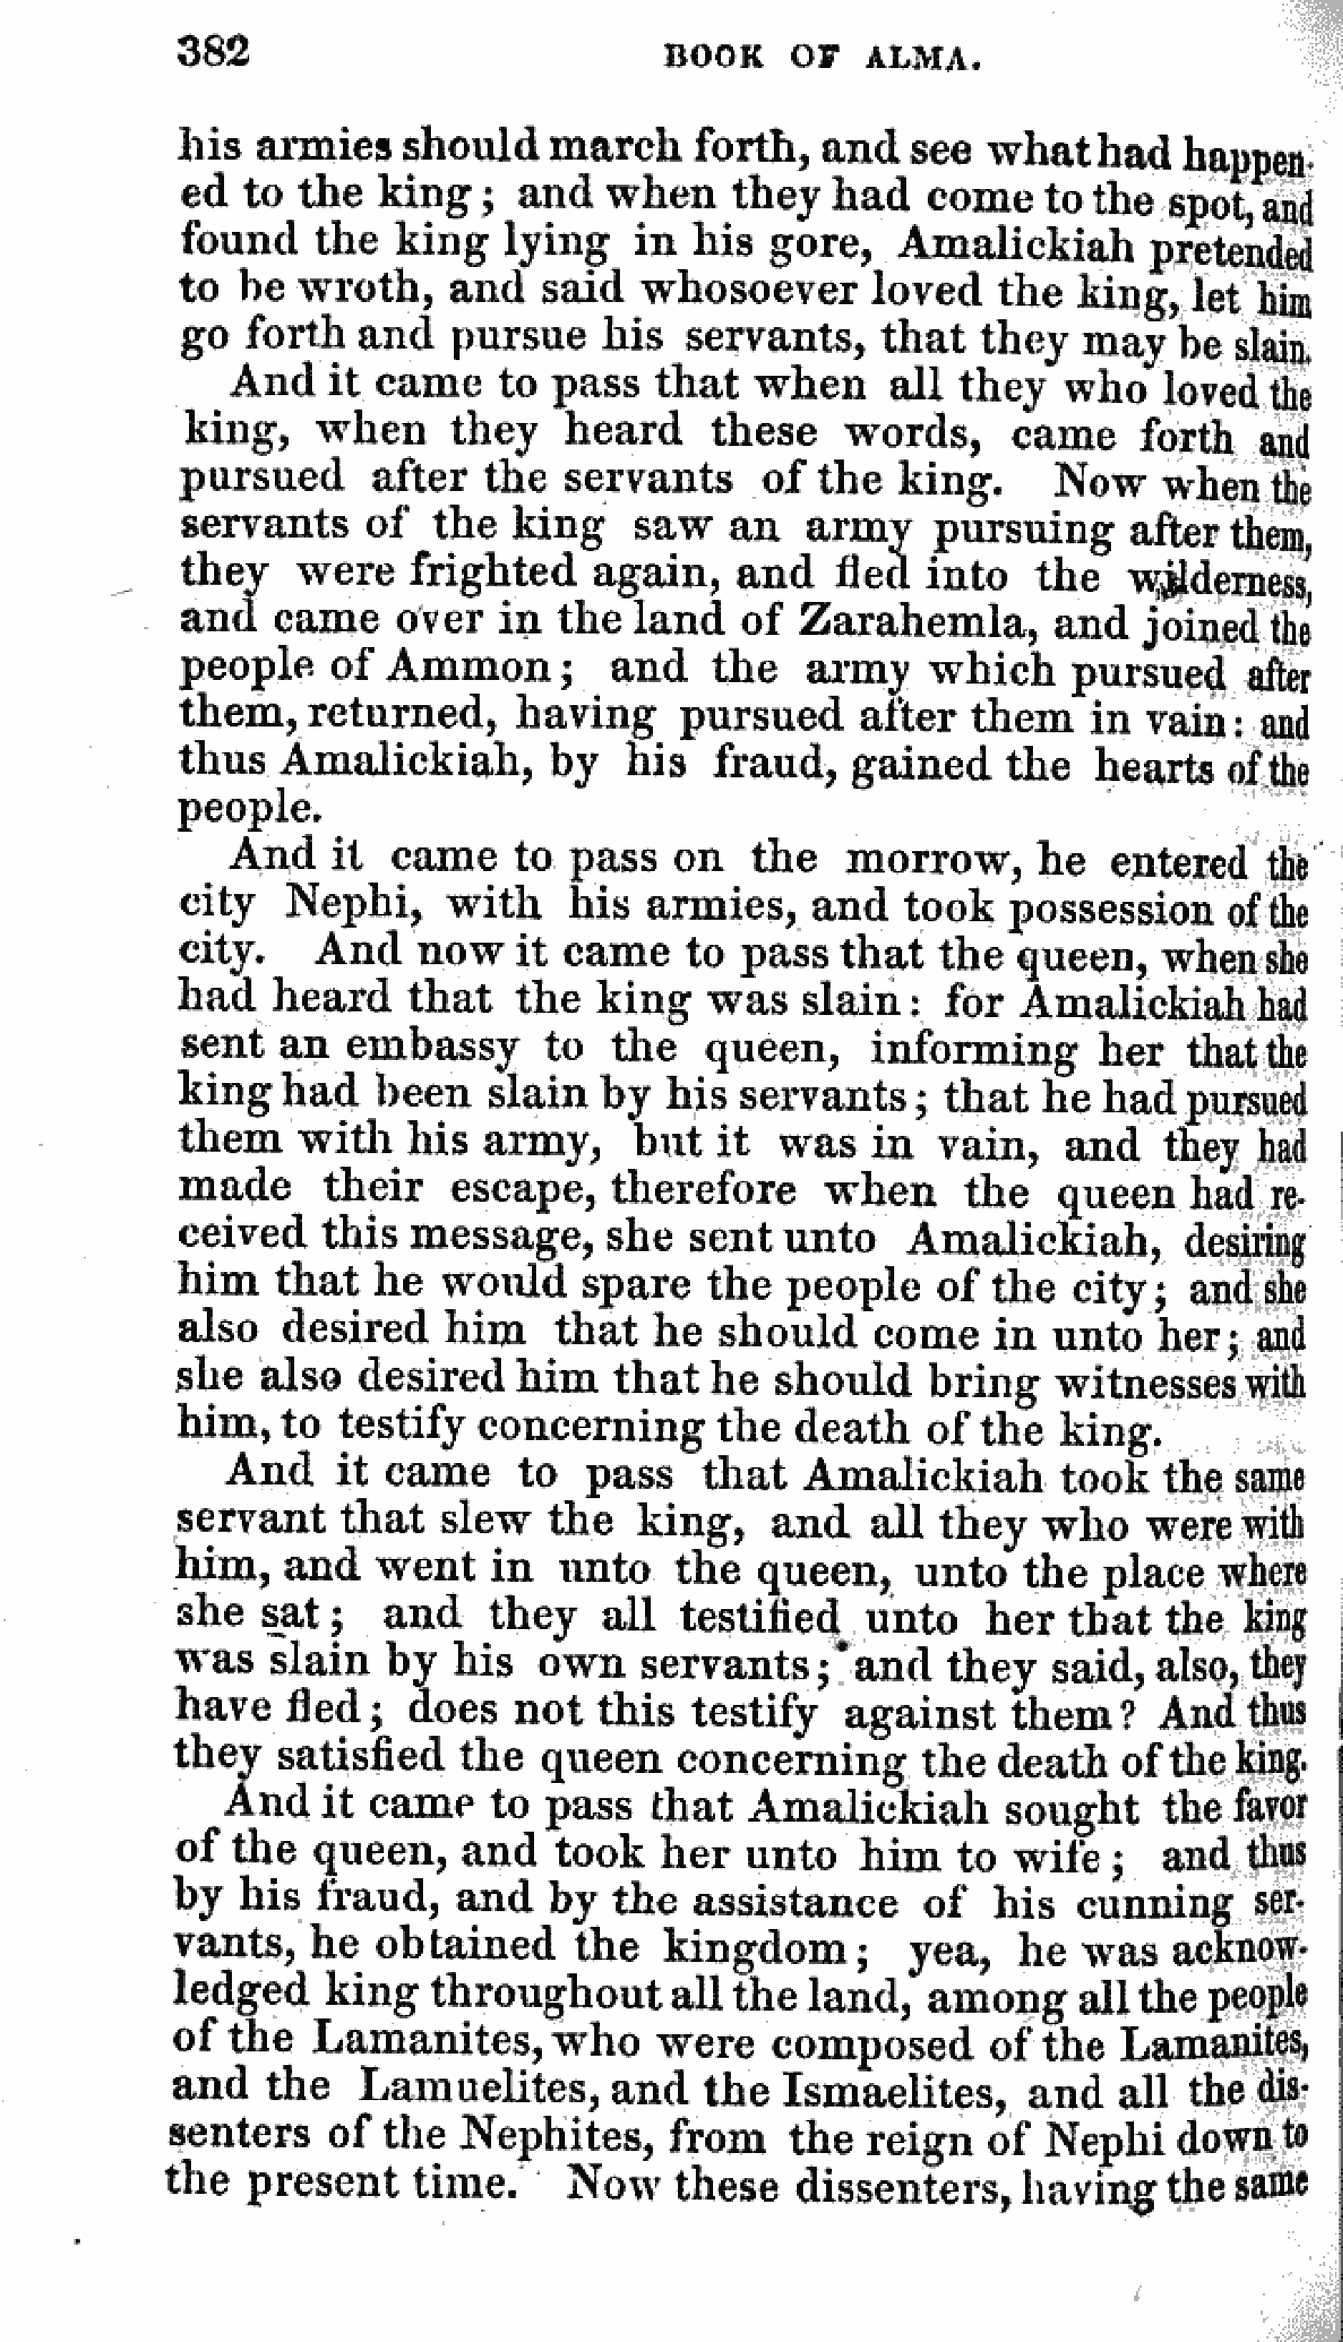 382 BOOK OF ALMA.
his armies should march forth, and see what had happen-
ed to the king; and when they had come to the spot, and
found the king lying in his gore, Amalickiah pretended
to be wroth, and said whosoever loved the king, let him
go forth and pursue his servants, that they may be slain.
And it came to pass that when all they who loved the
king, when they heard these words, came forth and
pursued after the servants of the king. Now when the
servants of the king saw an army pursuing after them,
they were frighted again, and fled into the wilderness,
and came over in the land of Zarahemla, and joined the
people of Ammon; and the army which pursued after
them, returned, having pursued after them in vain: and
thus Amalickiah, by his fraud, gained the hearts of the
people.
And it came to pass on the morrow, he entered the
city Nephi, with his armies, and took possession of the
city. And now it came to pass that the queen, when she
had heard that the king was slain: for Amalickiah had
sent an embassy to the queen, informing her that the
king had been slain by his servants; that he had pursued
them with his army, but it was in vain, and they had
made their escape, therefore when the queen had re-
ceived this message, she sent unto Amalickiah, desiring
him that he would spare the people of the city; and she
also desired him that he should come in unto her; and
she also desired him that he should bring witnesses with
him, to testify concerning the death of the king.
And it came to pass that Amalickiah took the same
servant that slew the king, and all they who were with
him, and went in unto the queen, unto the place where
she sat; and they all testified unto her that the king
was slain by his own servants; and they said, also, they
have fled; does not this testify against them? And thus
they satisfied the queen concerning the death of the king.
And it came to pass that Amalickiah sought the favor
of the queen, and took her unto him to wife; and thus
by his fraud, and by the assistance of his cunning ser-
vants, he obtained the kingdom; yea, he was acknow-
ledged king throughout all the land, among all the people
of the Lamanites, who were composed of the Lamanites,
and the Lamuelites, and the Ismaelites, and all the dis-
senters of the Nephites, from the reign of Nephi down to
the present time. Now these dissenters, having the same